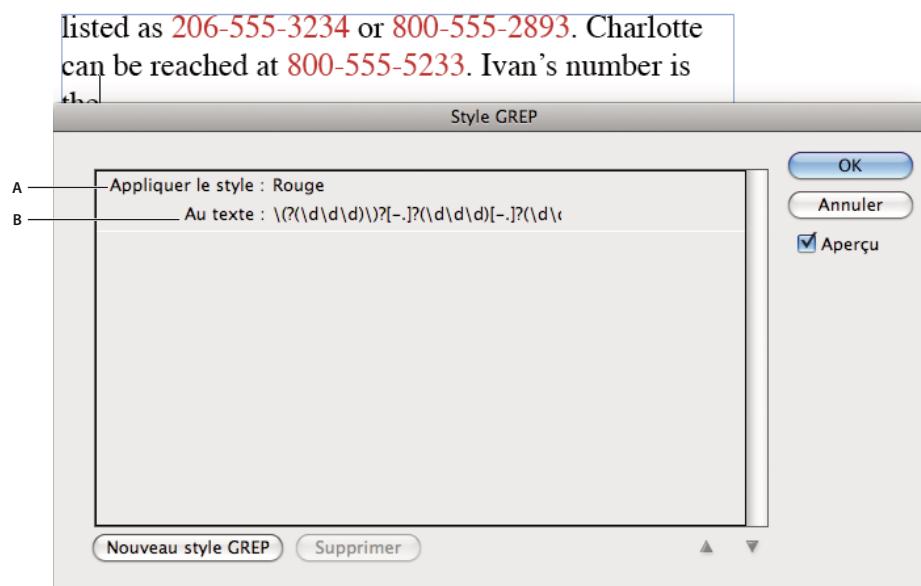 listed as 206-555-3234 or 800-555-2893. Charlotte
can be reached at 800-555-5233. Ivan’s number is
the
Style GREP
A
Appliquer le style : Rouge
B
Au texte : \(?(\d\d\d)\)?[-.]?(\d\d\d)[-.]?(\d\
OK
Annuler
Aperçu
Nouveau style GREP
Supprimer